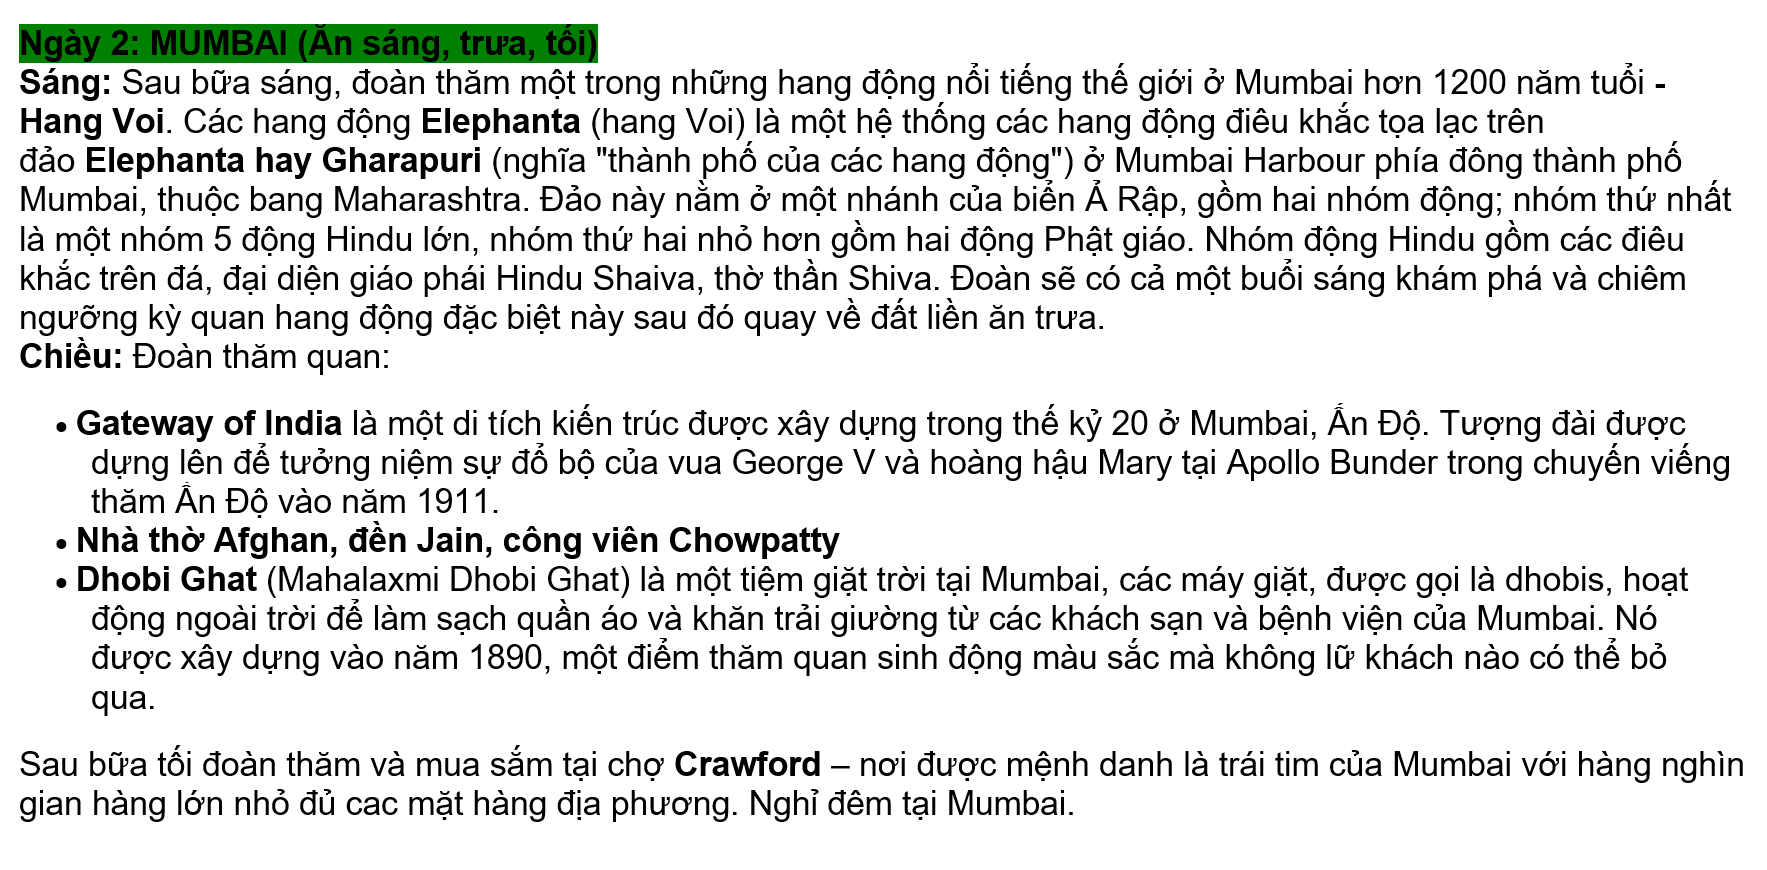 Ngày 2: MUMBAI (Ăn sáng, trưa, tối)
Sáng: Sau bữa sáng, đoàn thăm một trong những hang động nổi tiếng thế giới ở Mumbai hơn 1200 năm tuổi -
Hang Voi. Các hang động Elephanta (hang Voi) là một hệ thống các hang động điêu khắc tọa lạc trên
đảo Elephanta hay Gharapuri (nghĩa "thành phố của các hang động") ở Mumbai Harbour phía đông thành phố
Mumbai, thuộc bang Maharashtra. Đảo này nằm ở một nhánh của biển Ả Rập, gồm hai nhóm động; nhóm thứ nhất
là một nhóm 5 động Hindu lớn, nhóm thứ hai nhỏ hơn gồm hai động Phật giáo. Nhóm động Hindu gồm các điêu
khắc trên đá, đại diện giáo phái Hindu Shaiva, thờ thần Shiva. Đoàn sẽ có cả một buổi sáng khám phá và chiêm
ngưỡng kỳ quan hang động đặc biệt này sau đó quay về đất liền ăn trưa.
Chiều: Đoàn thăm quan:
• Gateway of India là một di tích kiến trúc được xây dựng trong thế kỷ 20 ở Mumbai, Ấn Độ. Tượng đài được
dựng lên để tưởng niệm sự đổ bộ của vua George V và hoàng hậu Mary tại Apollo Bunder trong chuyến viếng
thăm Ấn Độ vào năm 1911.
• Nhà thờ Afghan, đền Jain, công viên Chowpatty
• Dhobi Ghat (Mahalaxmi Dhobi Ghat) là một tiệm giặt trời tại Mumbai, các máy giặt, được gọi là dhobis, hoạt
động ngoài trời để làm sạch quần áo và khăn trải giường từ các khách sạn và bệnh viện của Mumbai. Nó
được xây dựng vào năm 1890, một điểm thăm quan sinh động màu sắc mà không lữ khách nào có thể bỏ
qua.
Sau bữa tối đoàn thăm và mua sắm tại chợ Crawford – nơi được mệnh danh là trái tim của Mumbai với hàng nghìn
gian hàng lớn nhỏ đủ cac mặt hàng địa phương. Nghỉ đêm tại Mumbai.